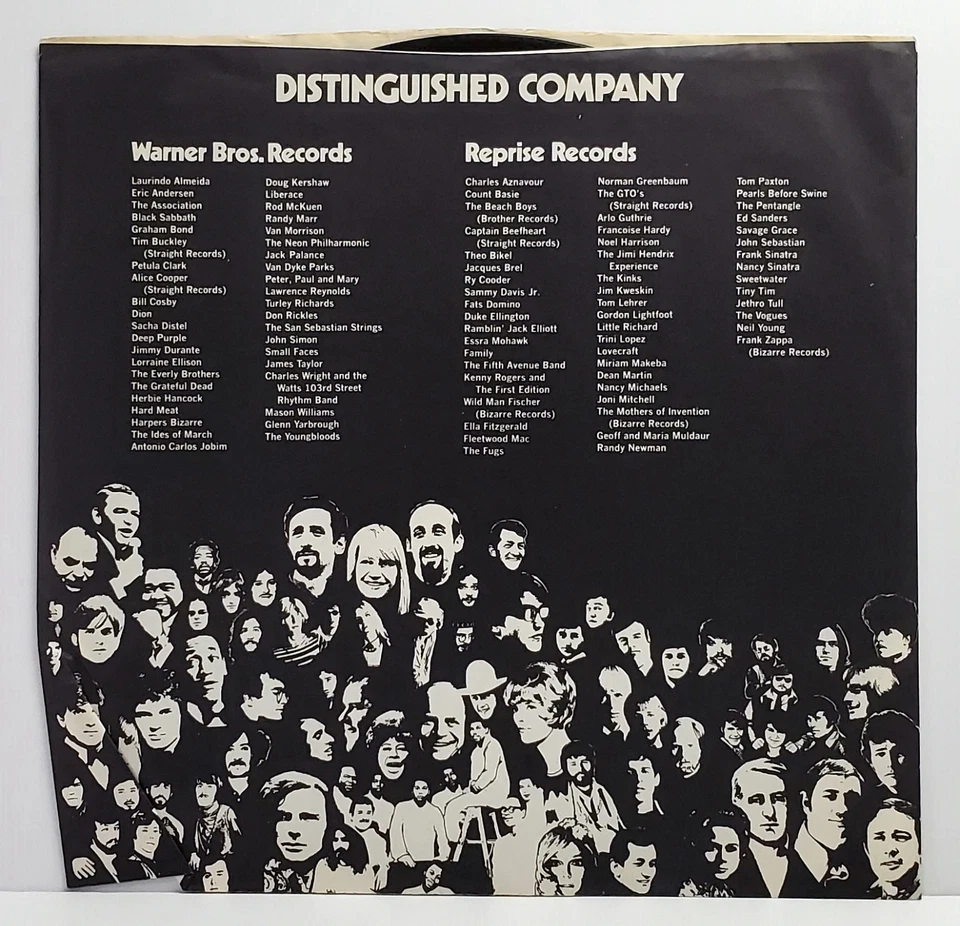 DISTINGUISHED COMPANY
Warner Bros. Records
Laurindo Almeida
Eric Andersen
The Association
Black Sabbath
Graham Bond
Tim Buckley
(Straight Records)
Petula Clark
Alice Cooper
(Straight Records)
Bill Cosby
Dion
Sacha Distel
Deep Purple
Jimmy Durante
Lorraine Ellison
The Everly Brothers
The Grateful Dead
Herbie Hancock
Hard Meat
Harpers Bizarre
The Ides of March
Antonio Carlos Jobim
Doug Kershaw
Liberace
Rod McKuen
Randy Marr
Van Morrison
The Neon Philharmonic
Jack Palance
Van Dyke Parks
Peter, Paul and Mary
Lawrence Reynolds
Turley Richards
Don Rickles
The San Sebastian Strings
John Simon
Small Faces
James Taylor
Charles Wright and the
Watts 103rd Street
Rhythm Band
Mason Williams
Glenn Yarbrough
The Youngbloods
Reprise Records
Charles Aznavour
Count Basie
The Beach Boys
(Brother Records)
Captain Beefheart
(Straight Records)
Theo Bikel
Jacques Brel
Ry Cooder
Sammy Davis Jr.
Fats Domino
Duke Ellington
Ramblin' Jack Elliott
Essra Mohawk
Family
The Fifth Avenue Band
Kenny Rogers and
The First Edition
Wild Man Fischer
(Bizarre Records)
Ella Fitzgerald
Fleetwood Mac
The Fugs
Norman Greenbaum
The GTO's
(Straight Records)
Arlo Guthrie
Francoise Hardy
Noel Harrison
The Jimi Hendrix
Experience
The Kinks
Jim Kweskin
Tom Lehrer
Gordon Lightfoot
Little Richard
Trini Lopez
Lovecraft
Miriam Makeba
Dean Martin
Nancy Michaels
Joni Mitchell
The Mothers of Invention
(Bizarre Records)
Geoff and Maria Muldaur
Randy Newman
Tom Paxton
Pearls Before Swine
The Pentangle
Ed Sanders
Savage Grace
John Sebastian
Frank Sinatra
Nancy Sinatra
Sweetwater
Tiny Tim
Jethro Tull
The Vogues
Neil Young
Frank Zappa
(Bizarre Records)